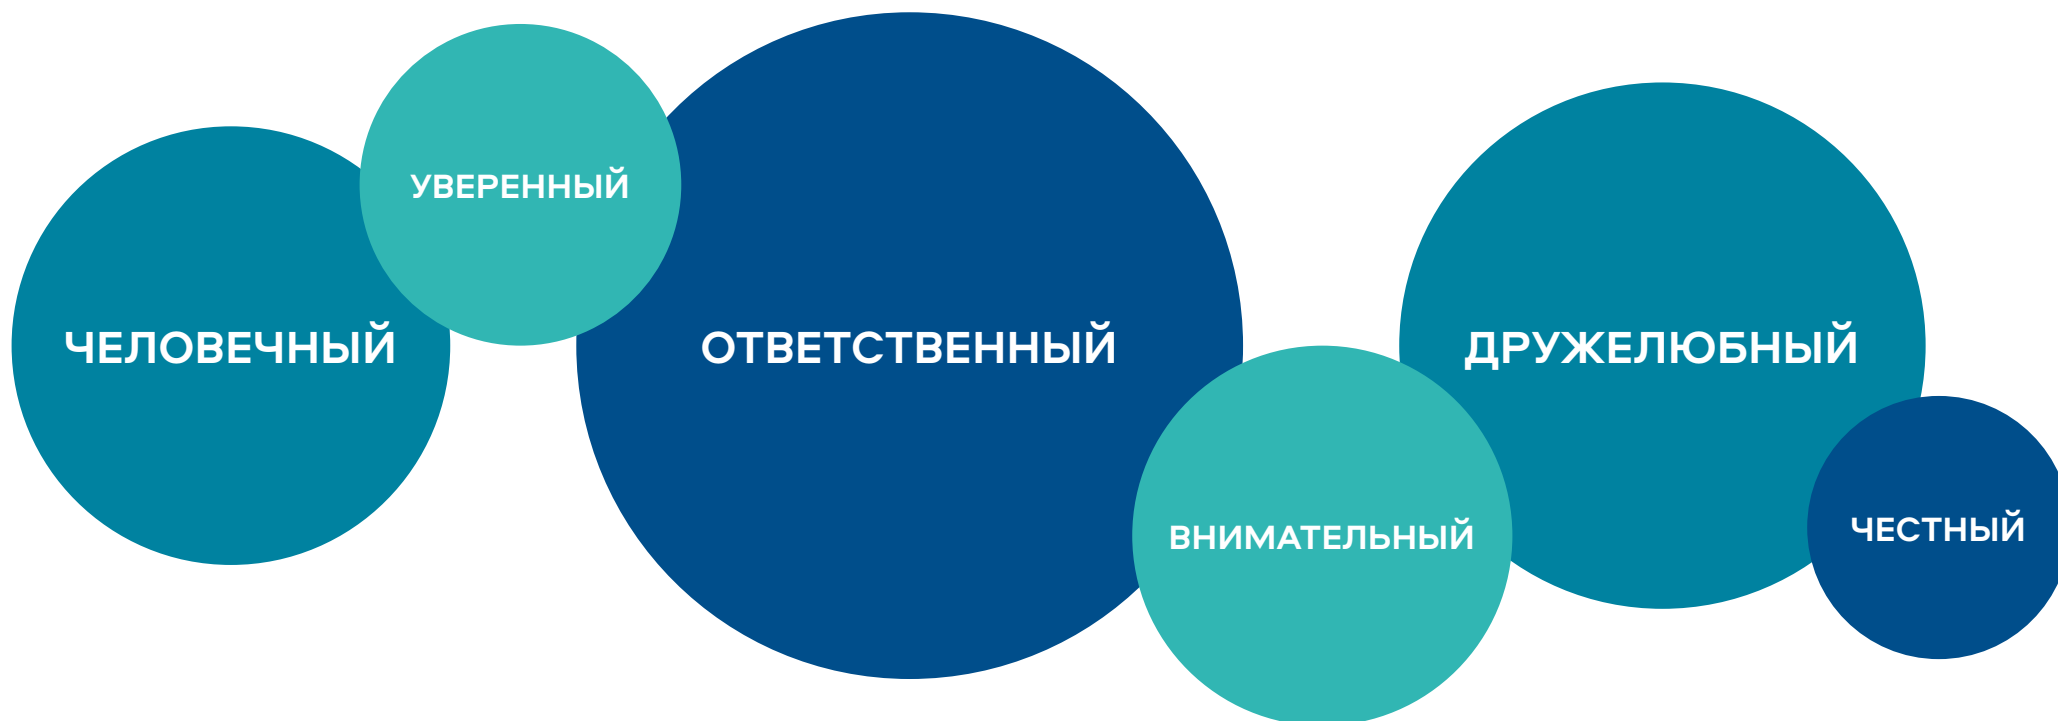 ЧЕЛОВЕЧНЫЙ
УВЕРЕННЫЙ
ОТВЕТСТВЕННЫЙ
ВНИМАТЕЛЬНЫЙ
ДРУЖЕЛЮБНЫЙ
ЧЕСТНЫЙ